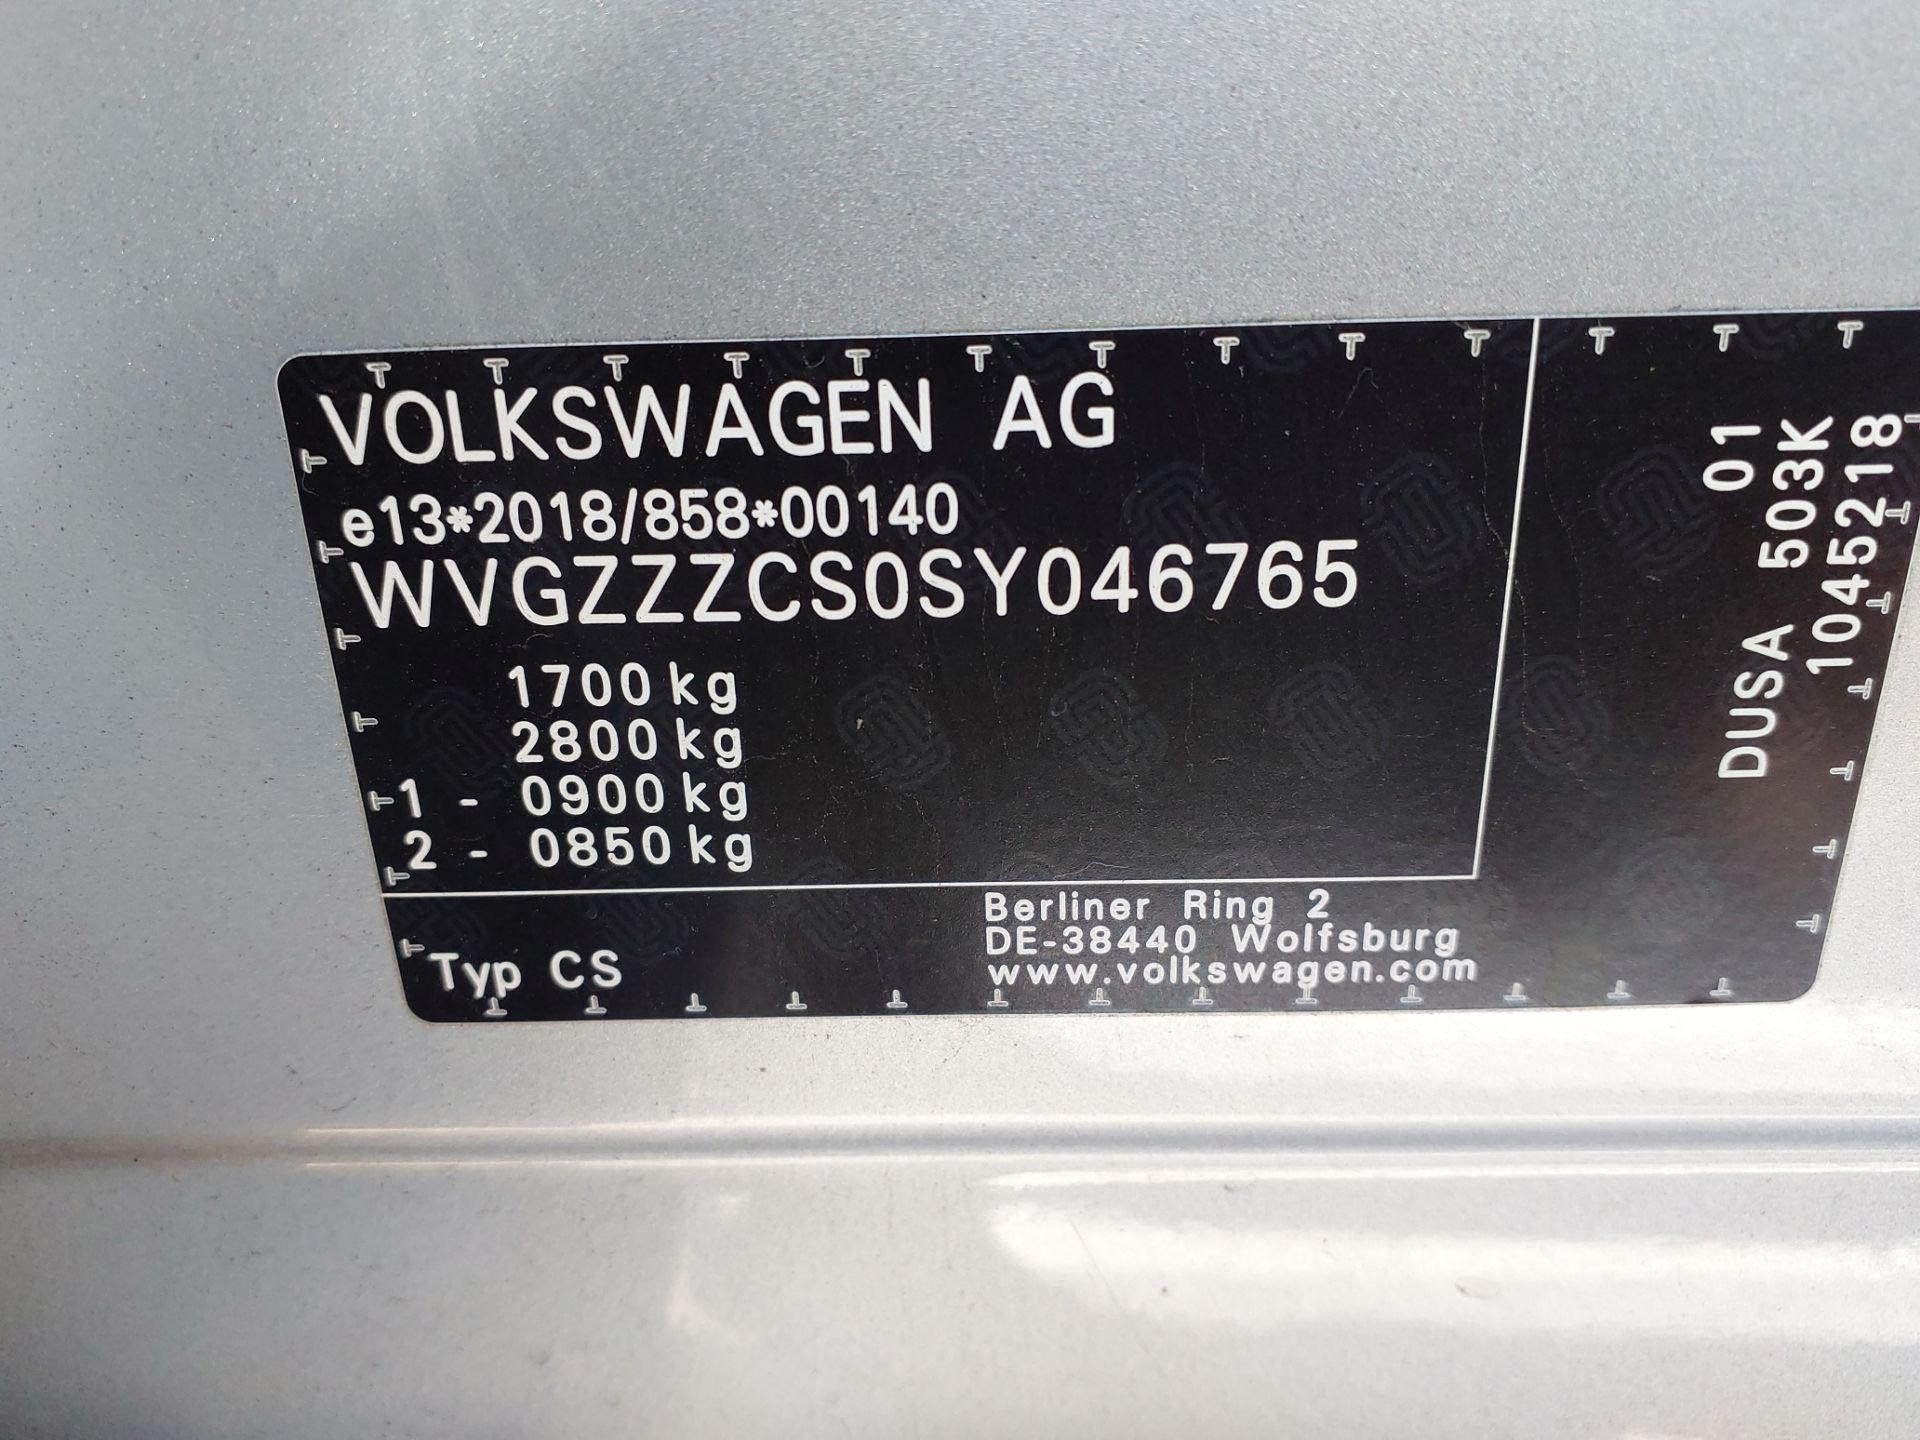 VOLKSWAGEN AG
e13*2018/858*00140
WVGZZZCS0SY046765
1700 kg
2800 kg
1 - 0900 kg
2 - 0850 kg
Typ CS
Berliner Ring 2
DE-38440 Wolfsburg
www.volkswagen.com
01
DUSA 503K
1045218